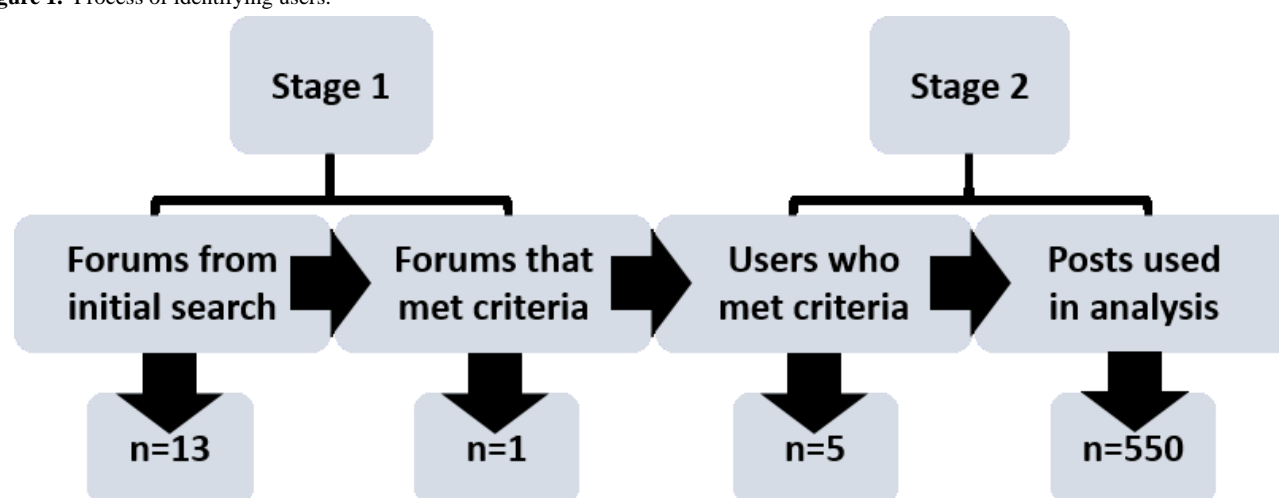 gure 1. Process of identifying users.
Stage 1
Stage 2
Forums from
initial search
Forums that
met criteria
Users who
met criteria
Posts used
in analysis
n=13
n=1
n=5
n=550